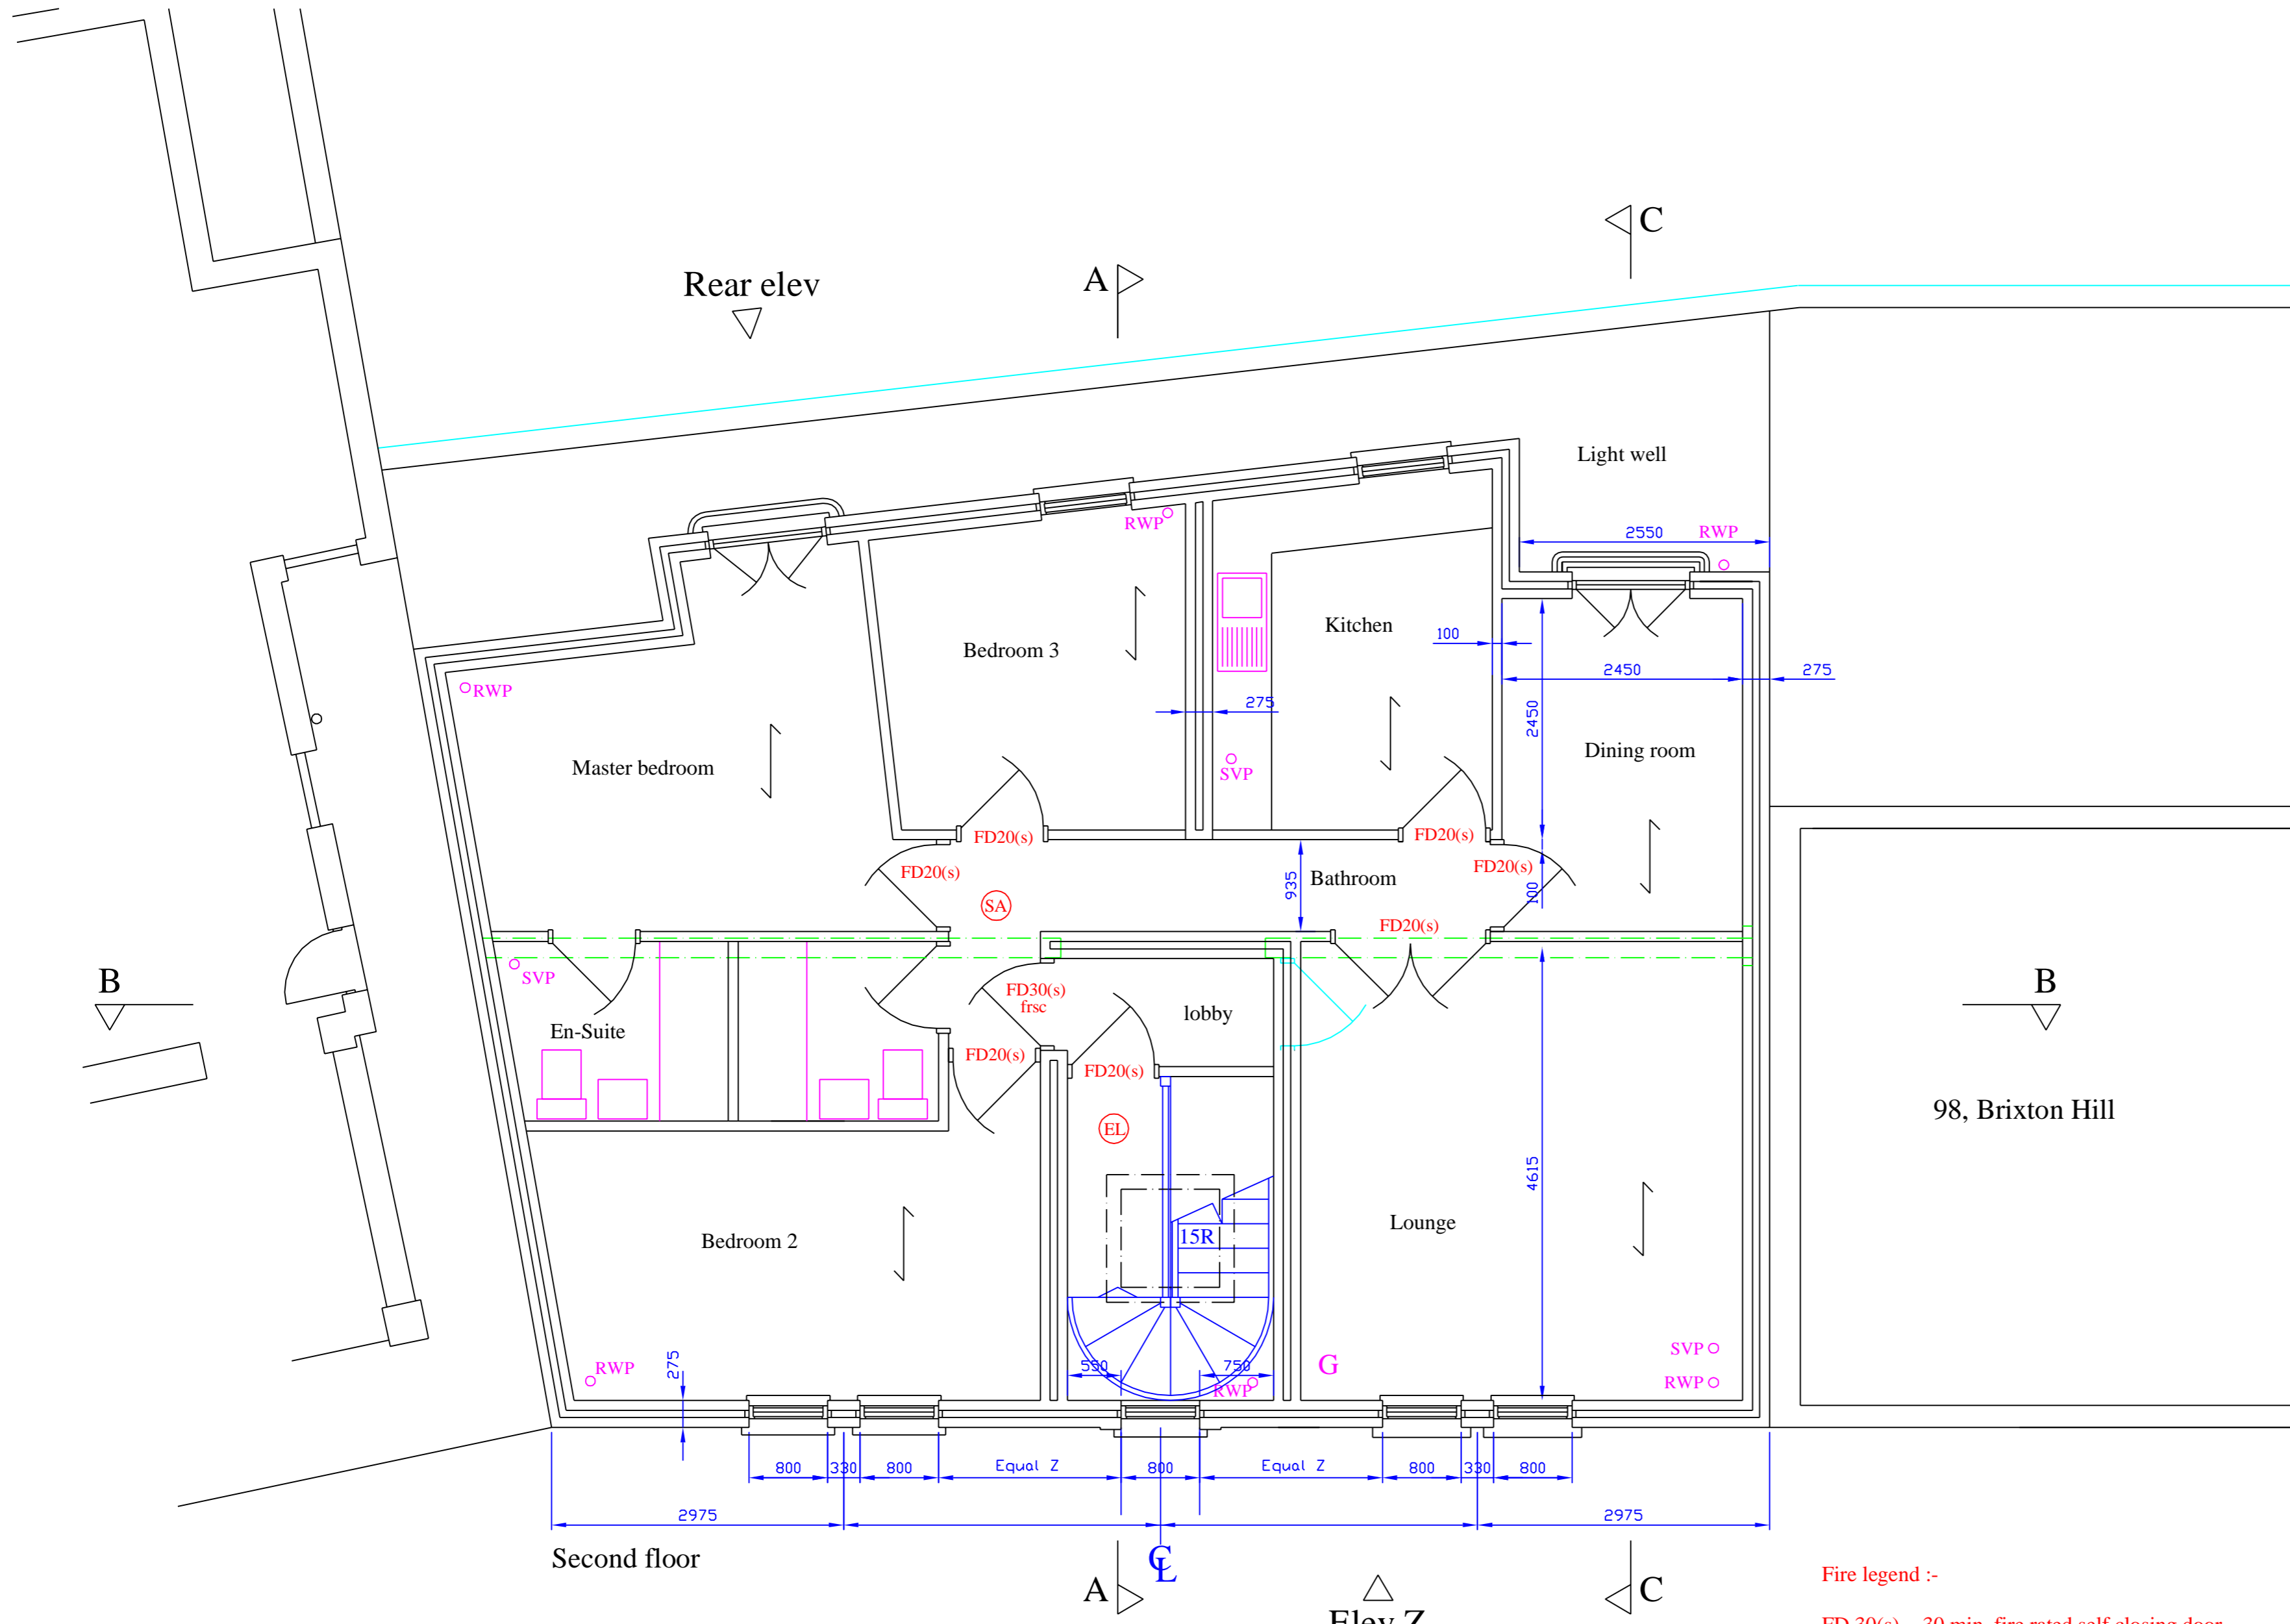 C
A
Rear elev
Light well
RWP
2550 RWP
Kitchen
100
Bedroom 3
2450 275
RWP
275
2450
Dining room
Master bedroom
SVP
FD20(s)
FD20(s)
FD20(s)
FD20(s)
Bathroom
935
100
SA
FD20(s)
SVP
B
B
FD30(s)
frsc
lobby
En-Suite
FD20(s)
FD20(s)
98, Brixton Hill
EL
4615
Lounge
15R
Bedroom 2
SVP
275
RWP
550
750
G
RWP
RWP
800 330 800 Equal Z 800 Equal Z 800 330 800
2975
2975
Second floor
CL
A
C
Elev Z
Fire legend :-